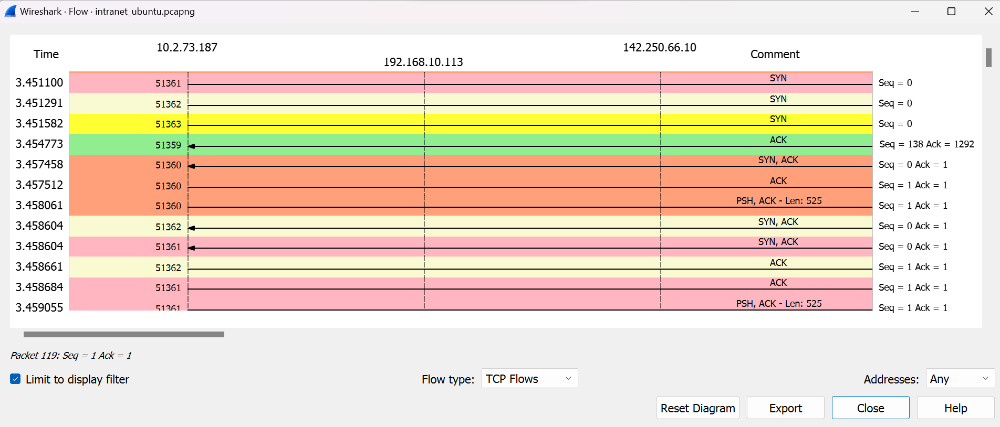 Wireshark · Flow · intranet_ubuntu.pcapng
Time 10.2.73.187 192.168.10.113 142.250.66.10 Comment
3.451100 51361 SYN Seq = 0
3.451291 51362 SYN Seq = 0
3.451582 51363 SYN Seq = 0
3.454773 51359 ACK Seq = 138 Ack = 1292
3.457458 51360 SYN, ACK Seq = 0 Ack = 1
3.457512 51360 ACK Seq = 1 Ack = 1
3.458061 51360 PSH, ACK - Len: 525 Seq = 1 Ack = 1
3.458604 51362 SYN, ACK Seq = 0 Ack = 1
3.458604 51361 SYN, ACK Seq = 0 Ack = 1
3.458661 51362 ACK Seq = 1 Ack = 1
3.458684 51361 ACK Seq = 1 Ack = 1
3.459055 51361 PSH, ACK - Len: 525 Seq = 1 Ack = 1
Packet 119: Seq = 1 Ack = 1
Limit to display filter Flow type: TCP Flows Addresses: Any
Reset Diagram Export Close Help